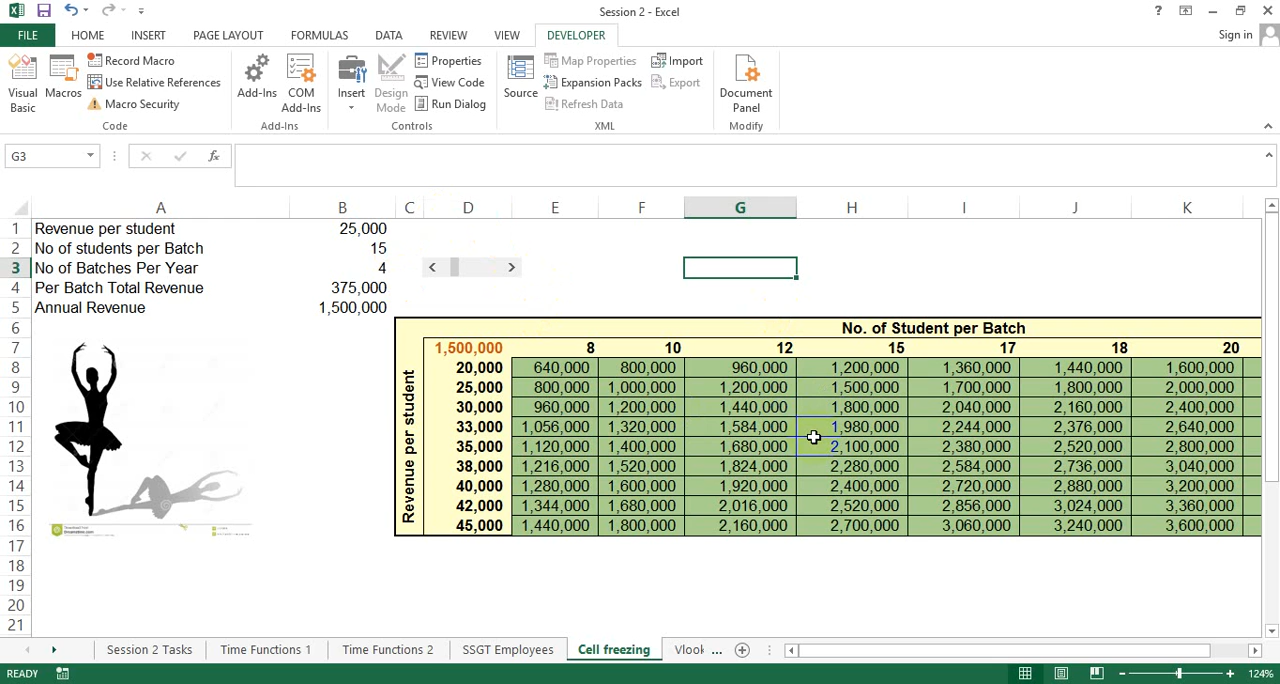 Session 2 - Excel
?
FILE HOME INSERT PAGE LAYOUT FORMULAS DATA REVIEW VIEW DEVELOPER Sign in
Visual Basic
Macros
Record Macro
Use Relative References
Macro Security
Code
Add-Ins
COM Add-Ins
Add-Ins
Insert
Design Mode
Properties
View Code
Run Dialog
Controls
Source
Map Properties
Expansion Packs
Refresh Data
Import
Export
XML
Document Panel
Modify
G3 fx
A B C D E F G H I J K
1 Revenue per student 25,000
2 No of students per Batch 15
3 No of Batches Per Year 4
4 Per Batch Total Revenue 375,000
5 Annual Revenue 1,500,000
6 No. of Student per Batch
7 1,500,000 8 10 12 15 17 18 20
Revenue per student
8 20,000 640,000 800,000 960,000 1,200,000 1,360,000 1,440,000 1,600,000
9 25,000 800,000 1,000,000 1,200,000 1,500,000 1,700,000 1,800,000 2,000,000
10 30,000 960,000 1,200,000 1,440,000 1,800,000 2,040,000 2,160,000 2,400,000
11 33,000 1,056,000 1,320,000 1,584,000 1,980,000 2,244,000 2,376,000 2,640,000
12 35,000 1,120,000 1,400,000 1,680,000 2,100,000 2,380,000 2,520,000 2,800,000
13 38,000 1,216,000 1,520,000 1,824,000 2,280,000 2,584,000 2,736,000 3,040,000
14 40,000 1,280,000 1,600,000 1,920,000 2,400,000 2,720,000 2,880,000 3,200,000
15 42,000 1,344,000 1,680,000 2,016,000 2,520,000 2,856,000 3,024,000 3,360,000
16 45,000 1,440,000 1,800,000 2,160,000 2,700,000 3,060,000 3,240,000 3,600,000
17
18
19
20
21
Session 2 Tasks Time Functions 1 Time Functions 2 SSGT Employees Cell freezing Vlook ...
READY 124%